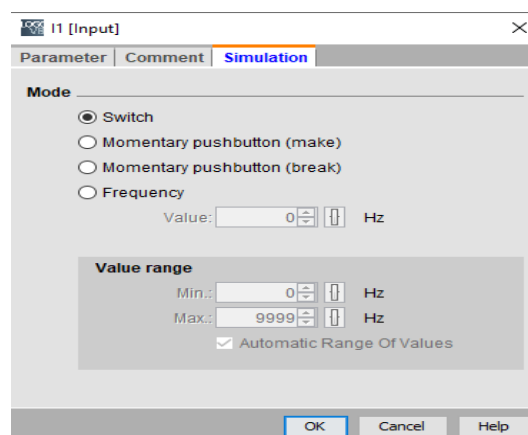 I1 [Input]
Parameter Comment Simulation
Mode
Switch
Momentary pushbutton (make)
Momentary pushbutton (break)
Frequency
Value: 0 Hz
Value range
Min.: 0 Hz
Max.: 9999 Hz
Automatic Range Of Values
OK Cancel Help